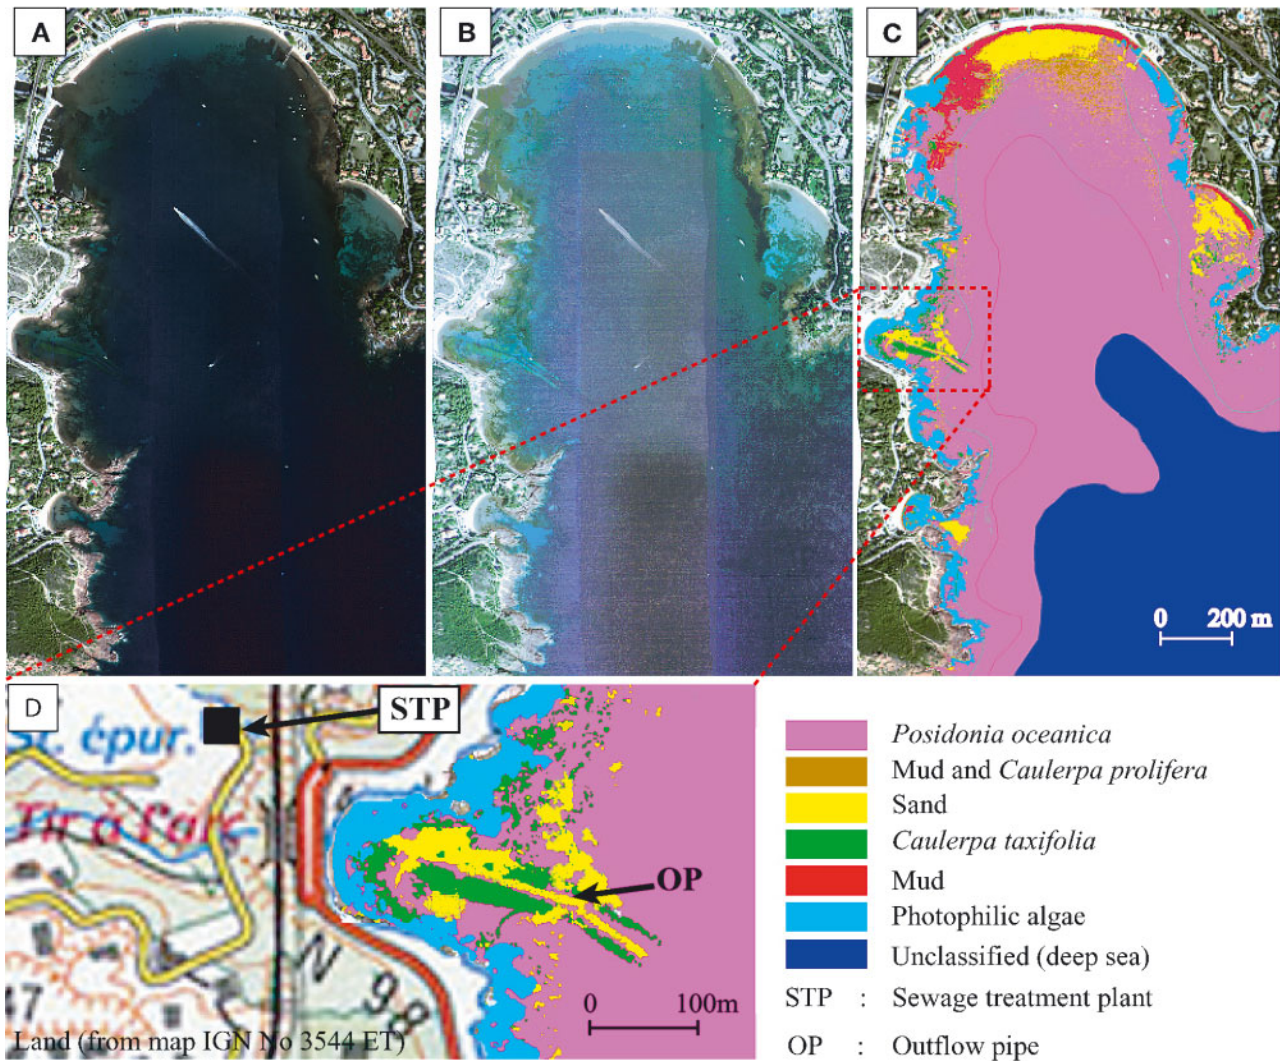 A
B
C
0 200 m
D
STP
St. épur.
Tir à l'arc
OP
N 98
47
0 100m
Land (from map IGN No 3544 ET)
Posidonia oceanica
Mud and Caulerpa prolifera
Sand
Caulerpa taxifolia
Mud
Photophilic algae
Unclassified (deep sea)
STP : Sewage treatment plant
OP : Outflow pipe